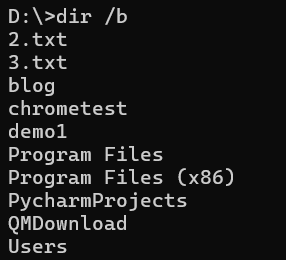 D:\>dir /b
2.txt
3.txt
blog
chrometest
demo1
Program Files
Program Files (x86)
PycharmProjects
QMDownload
Users